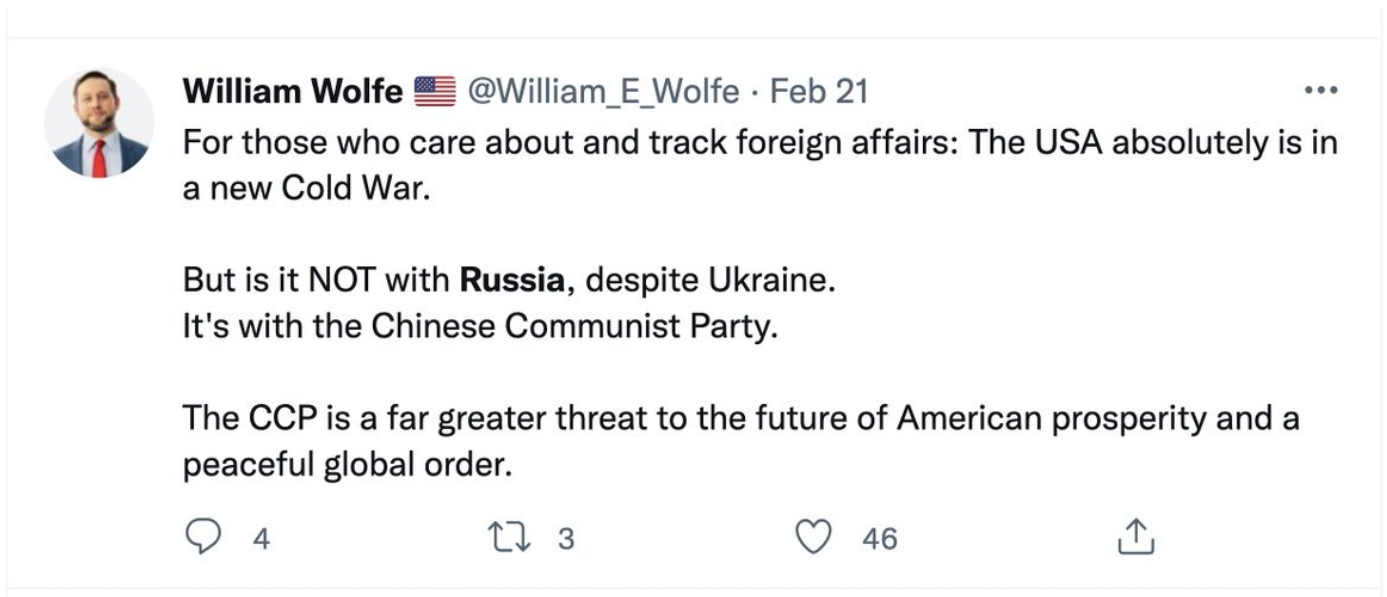 William Wolfe 🇺🇸 @William_E_Wolfe · Feb 21
For those who care about and track foreign affairs: The USA absolutely is in
a new Cold War.
But is it NOT with Russia, despite Ukraine.
It's with the Chinese Communist Party.
The CCP is a far greater threat to the future of American prosperity and a
peaceful global order.
4 3 46